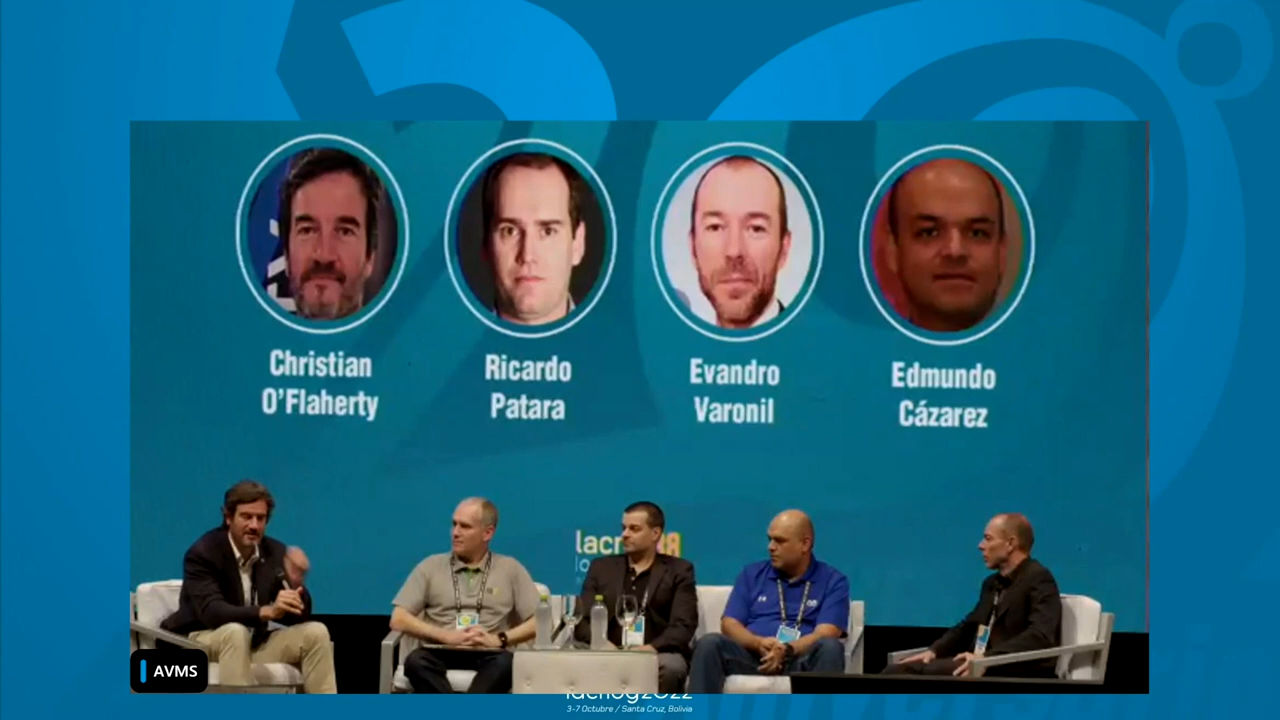 Christian
O'Flaherty
Ricardo
Patara
Evandro
Varonil
Edmundo
Cázarez
AVMS
3-7 Octubre / Santa Cruz, Bolivia